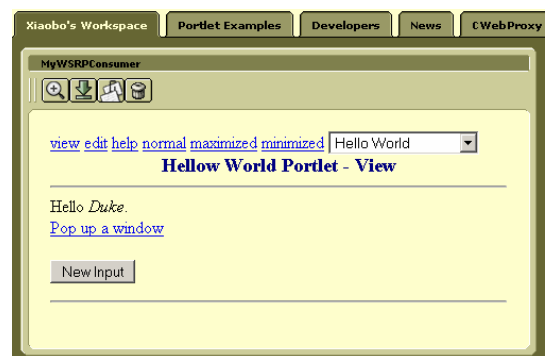 Xiaobo's Workspace Portlet Examples Developers News CWebProxy
MyWSRPConsumer
view edit help normal maximized minimized Hello World
Hellow World Portlet - View
Hello Duke.
Pop up a window
New Input